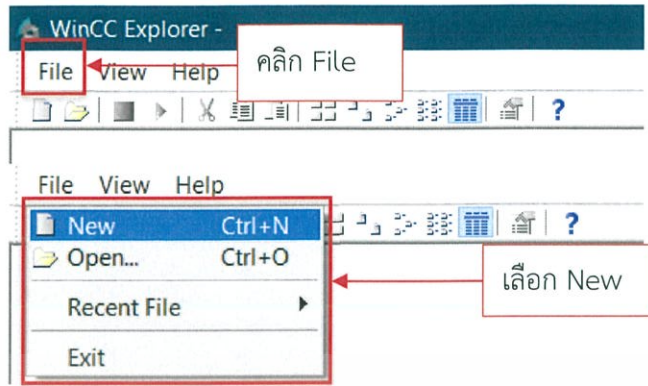 WinCC Explorer -
File View Help
คลิก File
File View Help
New Ctrl+N
Open... Ctrl+O
เลือก New
Recent File
Exit